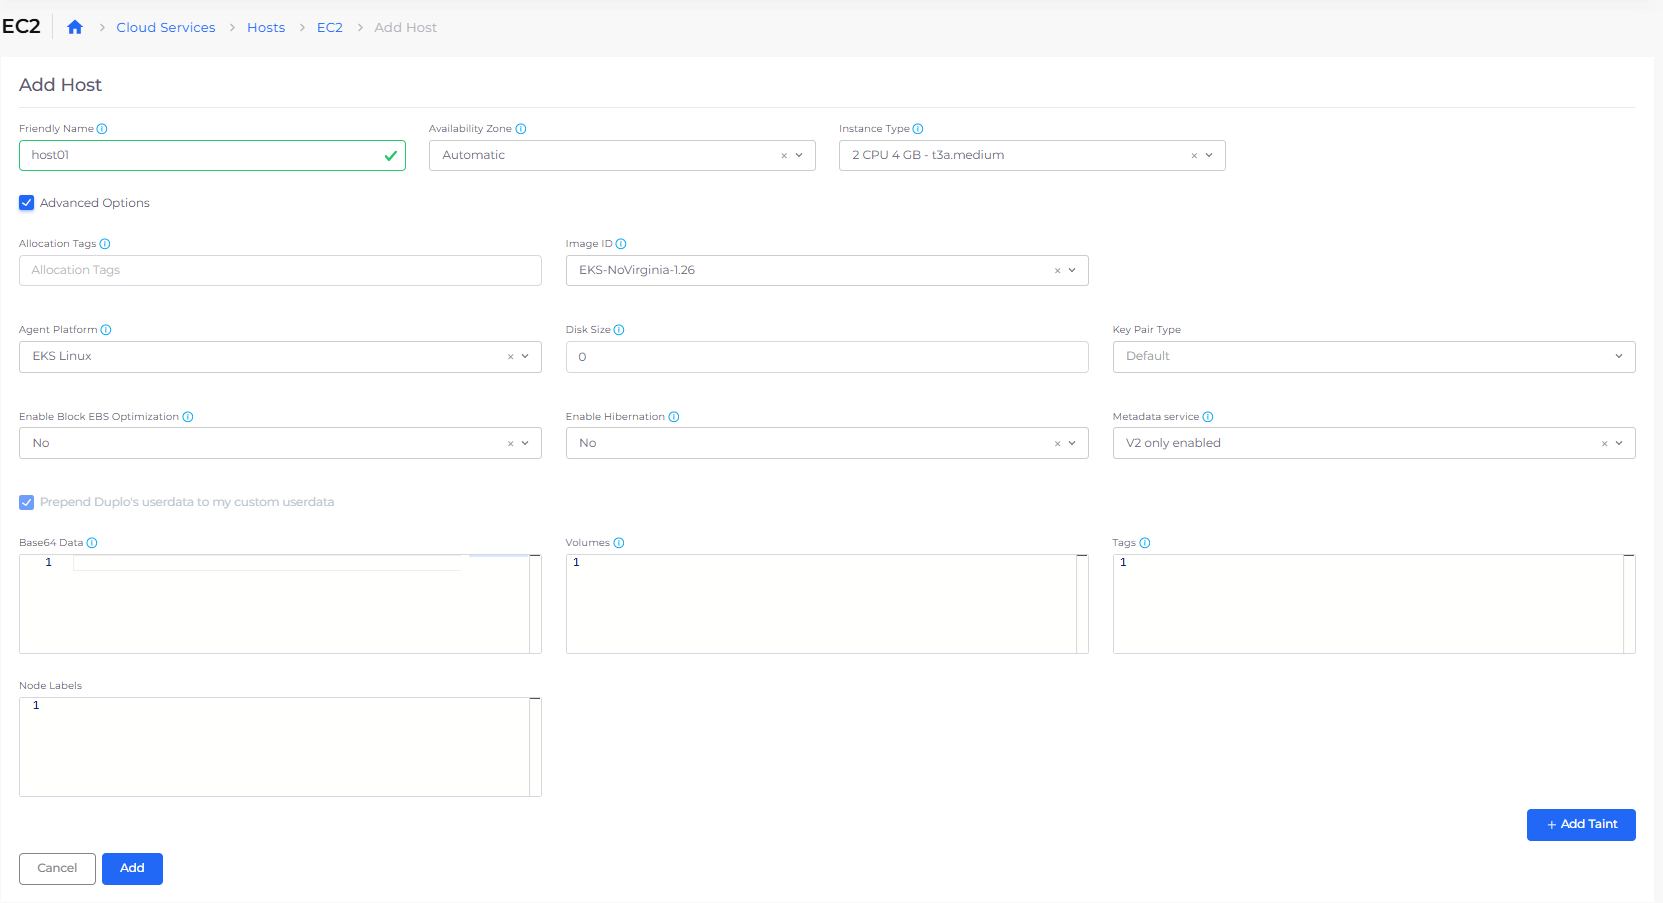 EC2
Cloud Services > Hosts > EC2 > Add Host
Add Host
Friendly Name
Availability Zone
Instance Type
host01
Automatic
2 CPU 4 GB - t3a.medium
Advanced Options
Allocation Tags
Image ID
Allocation Tags
EKS-NoVirginia-1.26
Agent Platform
Disk Size
Key Pair Type
EKS Linux
0
Default
Enable Block EBS Optimization
Enable Hibernation
Metadata service
No
No
V2 only enabled
Prepend Duplo's userdata to my custom userdata
Base64 Data
Volumes
Tags
1
1
1
Node Labels
1
+ Add Taint
Cancel
Add